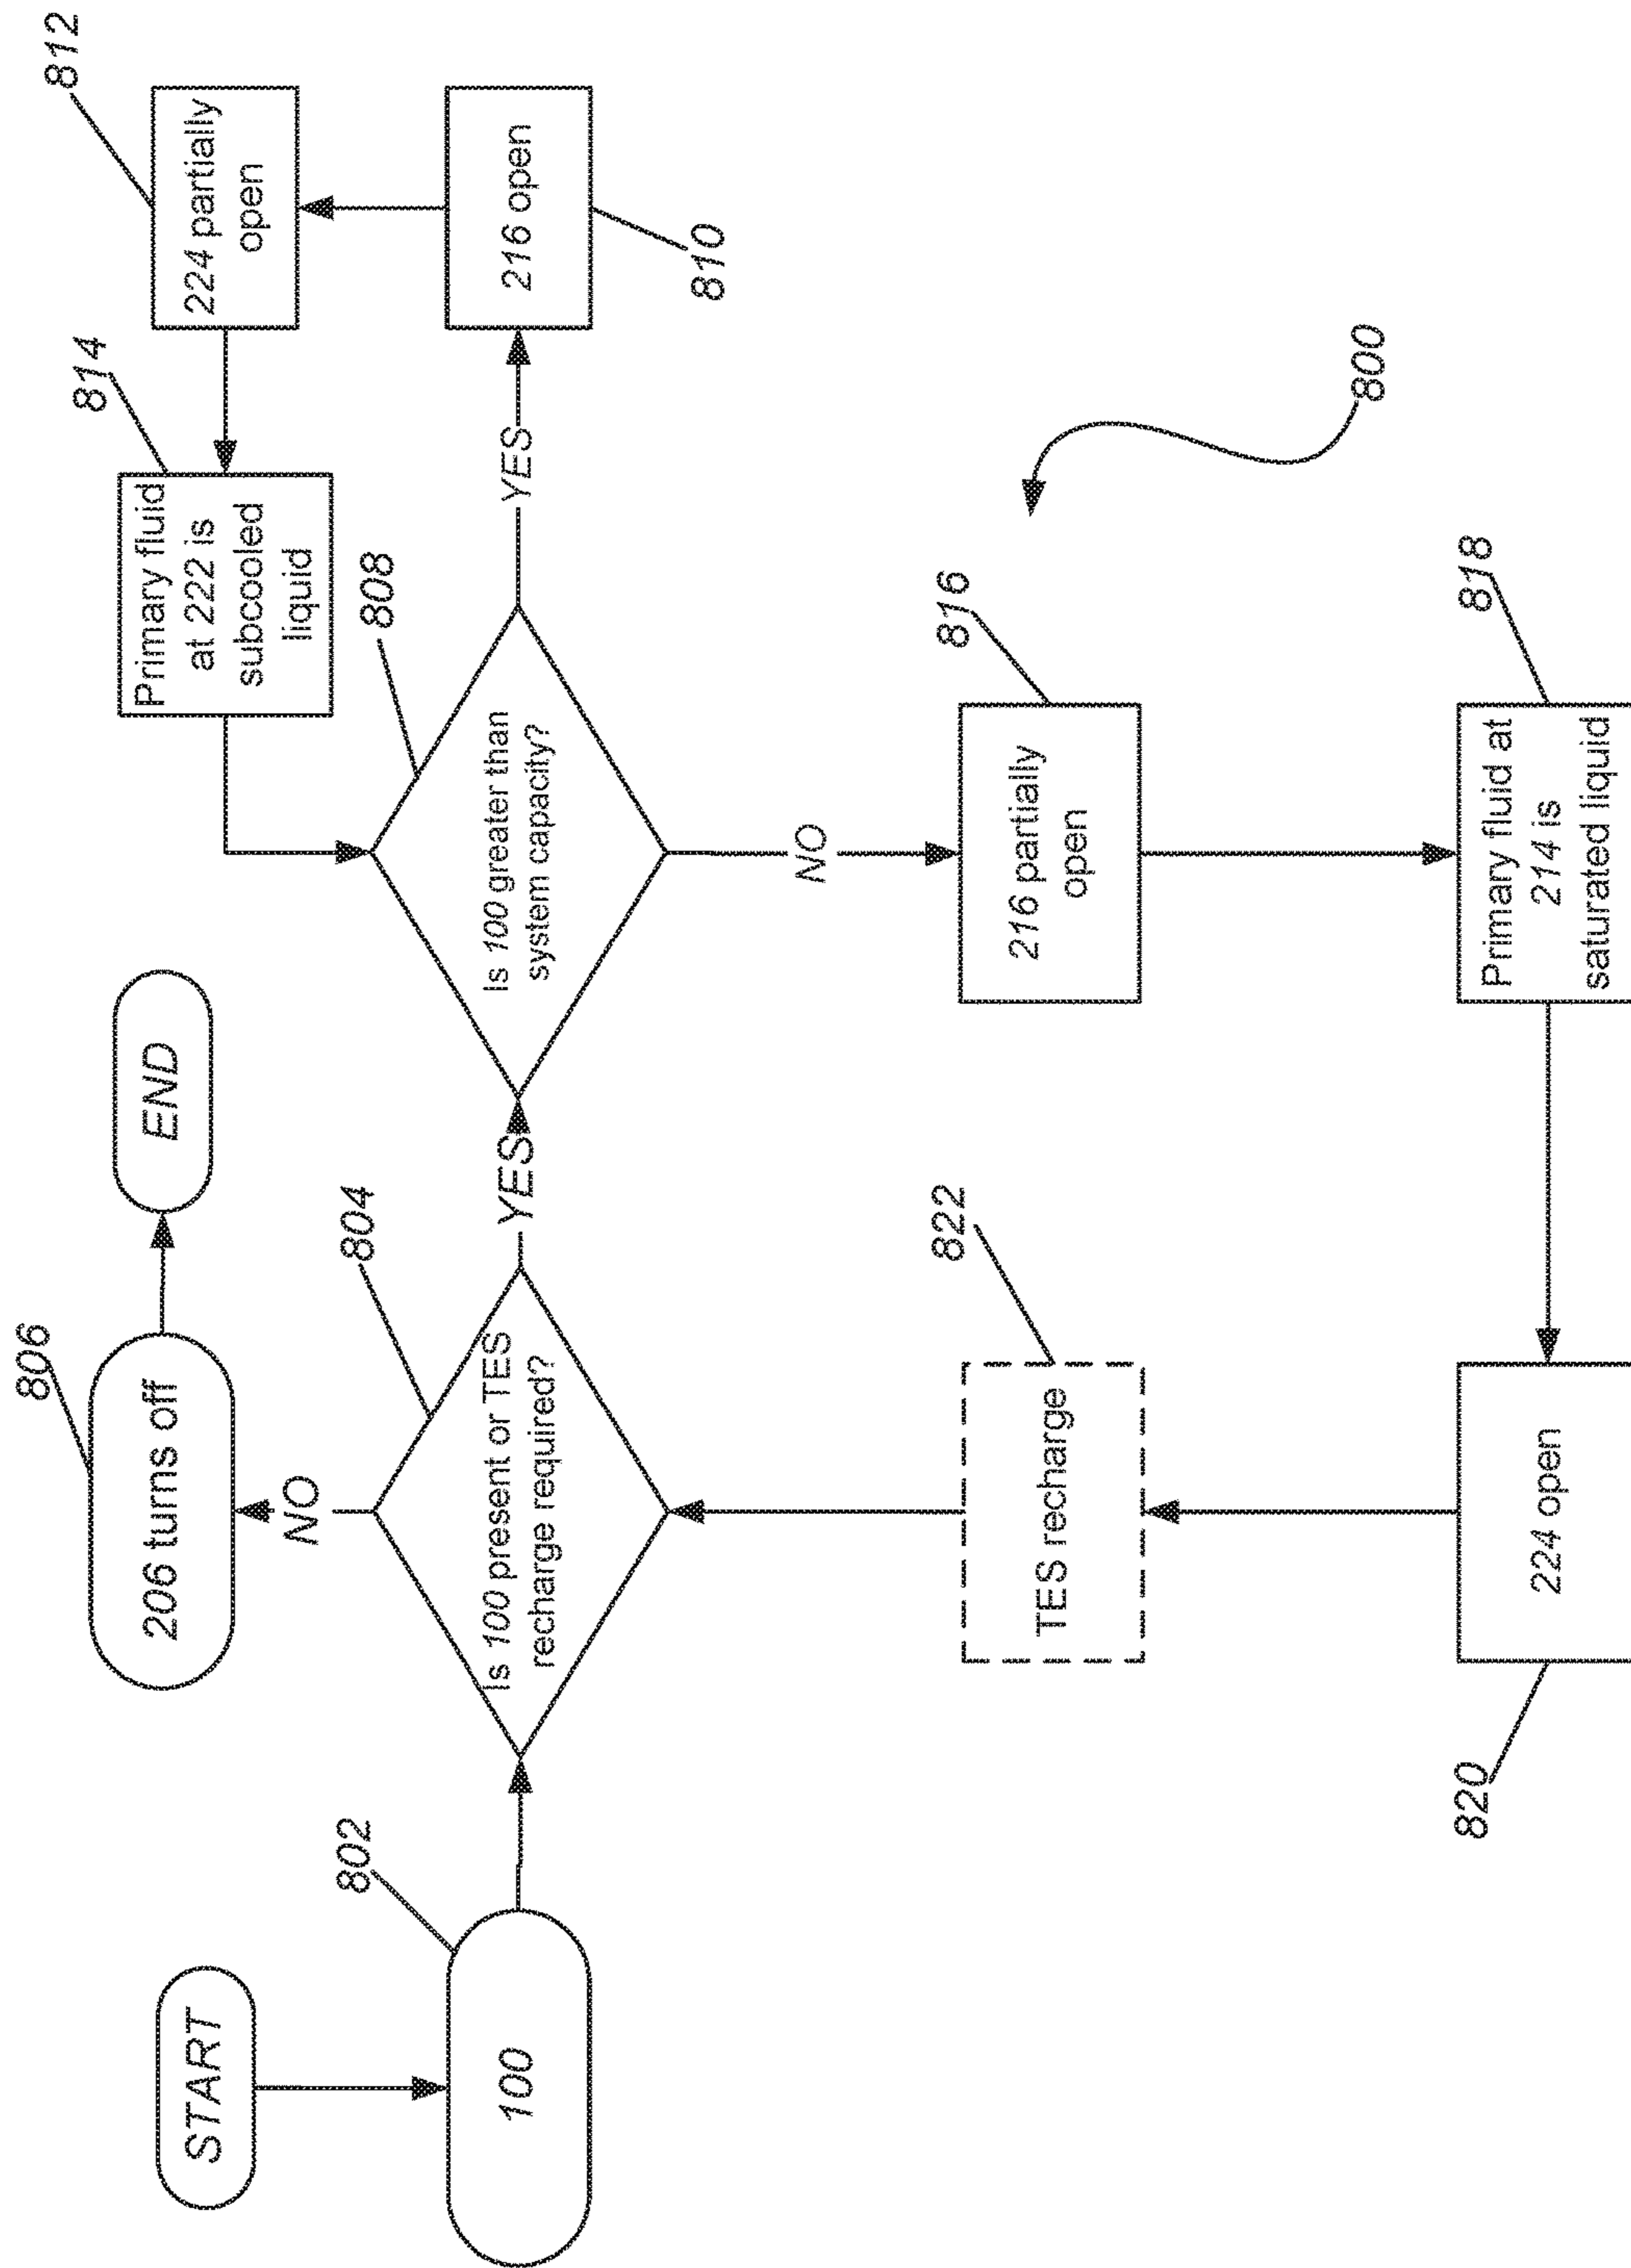 START
802
100
804
Is 100 present or TES
recharge required?
NO
806
206 turns off
END
YES
808
Is 100 greater than
system capacity?
YES
810
216 open
812
224 partially
open
814
Primary fluid
at 222 is
subcooled
liquid
NO
816
216 partially
open
818
Primary fluid at
214 is
saturated liquid
820
224 open
822
TES recharge
800